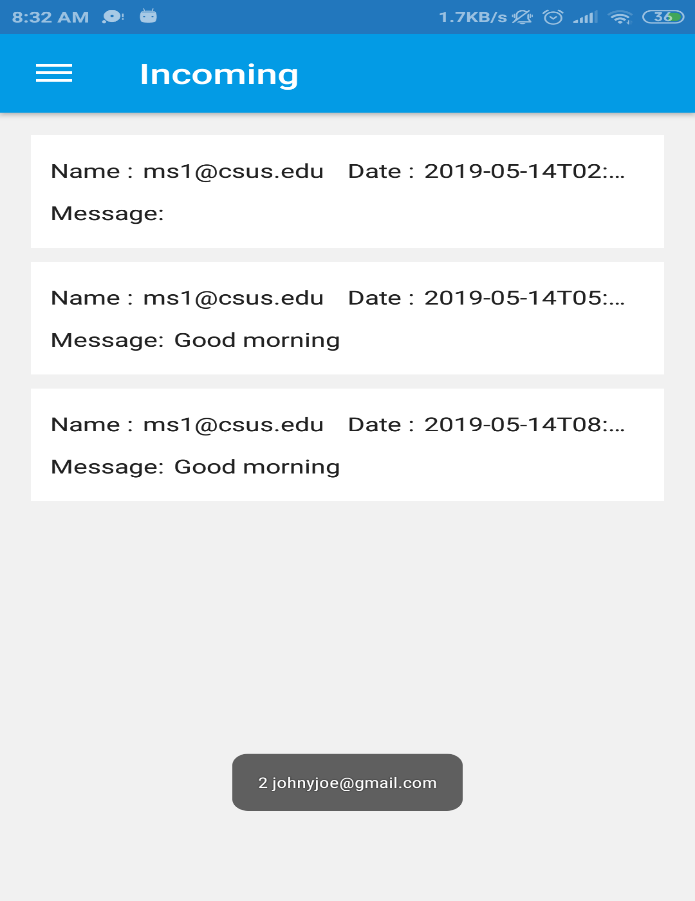 8:32 AM 1.7KB/s 36
Incoming
Name : ms1@csus.edu Date : 2019-05-14T02:...
Message:
Name : ms1@csus.edu Date : 2019-05-14T05:...
Message: Good morning
Name : ms1@csus.edu Date : 2019-05-14T08:...
Message: Good morning
2 johnyjoe@gmail.com